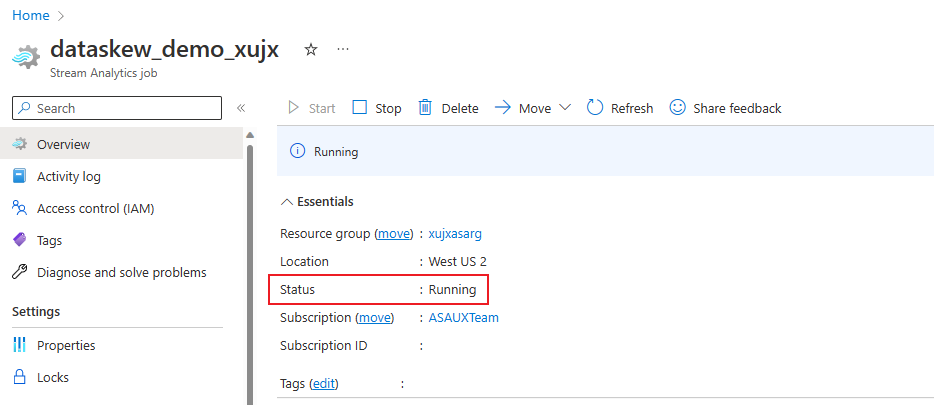 Home >
dataskew_demo_xujx ☆ ...
Stream Analytics job
Search «
Overview
Activity log
Access control (IAM)
Tags
Diagnose and solve problems
Settings
Properties
Locks
Start Stop Delete Move Refresh Share feedback
Running
Essentials
Resource group (move) : xujxasarg
Location : West US 2
Status : Running
Subscription (move) : ASAUXTeam
Subscription ID :
Tags (edit) :